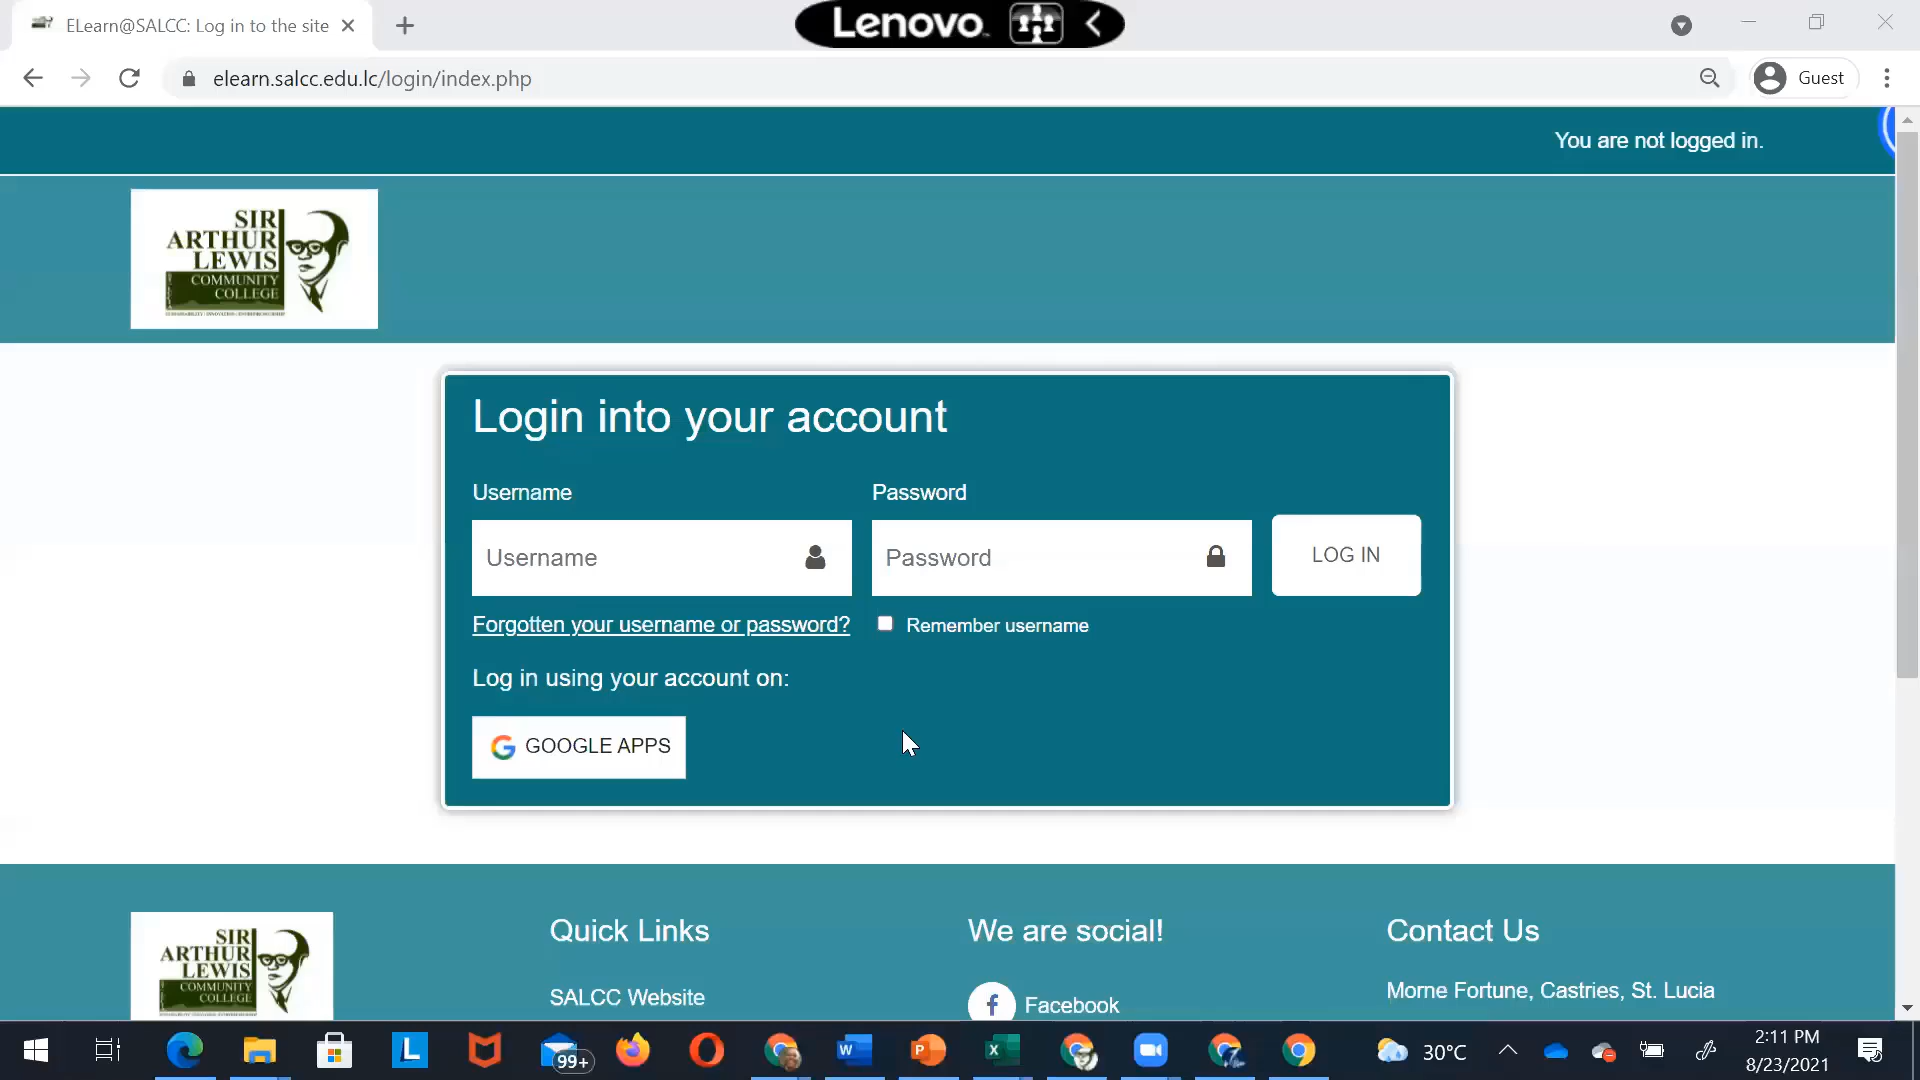 ELearn@SALCC: Log in to the site
Lenovo
elearn.salcc.edu.lc/login/index.php
Guest
You are not logged in.
SIR
ARTHUR
LEWIS
COMMUNITY
COLLEGE
Login into your account
Username
Password
Username
Password
LOG IN
Forgotten your username or password?
Remember username
Log in using your account on:
GOOGLE APPS
SIR
ARTHUR
LEWIS
COMMUNITY
COLLEGE
Quick Links
We are social!
Contact Us
SALCC Website
Facebook
Morne Fortune, Castries, St. Lucia
99+
30°C
2:11 PM
8/23/2021